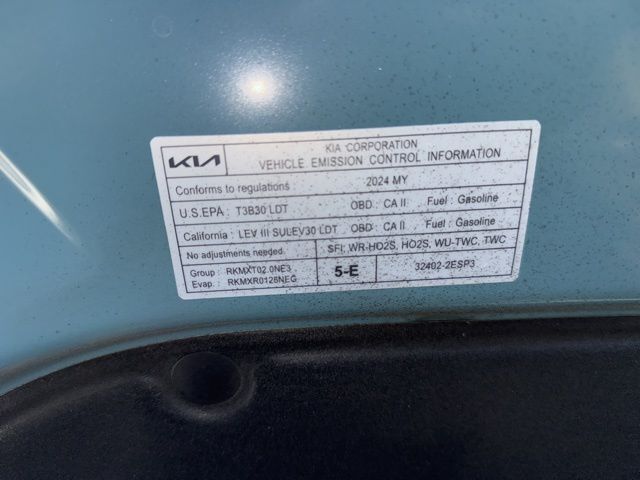 KIA
KIA CORPORATION
VEHICLE EMISSION CONTROL INFORMATION
Conforms to regulations 2024 MY
U.S.EPA : T3B30 LDT OBD : CA II Fuel : Gasoline
California : LEV III SULEV30 LDT OBD : CA II Fuel : Gasoline
No adjustments needed. SFI, WR-HO2S, HO2S, WU-TWC, TWC
Group : RKMXT02.0NE3
Evap. : RKMXR0126NEG
5-E
32402-2ESP3